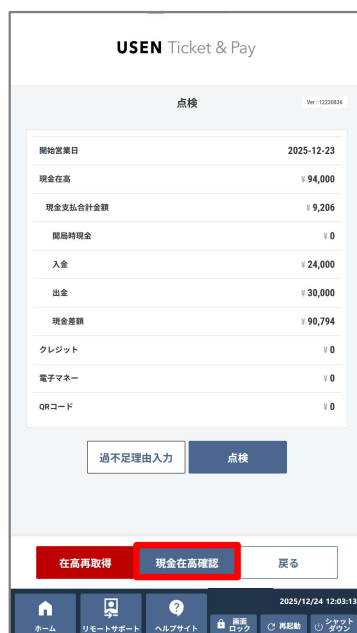 USEN Ticket & Pay
点検
Ver : 12230836
開始営業日 2025-12-23
現金在高 ¥ 94,000
現金支払合計金額 ¥ 9,206
開局時現金 ¥ 0
入金 ¥ 24,000
出金 ¥ 30,000
現金差額 ¥ 90,794
クレジット ¥ 0
電子マネー ¥ 0
QRコード ¥ 0
過不足理由入力 点検
在高再取得 現金在高確認 戻る
2025/12/24 12:03:13
ホーム リモートサポート ヘルプサイト 画面ロック 再起動 シャットダウン